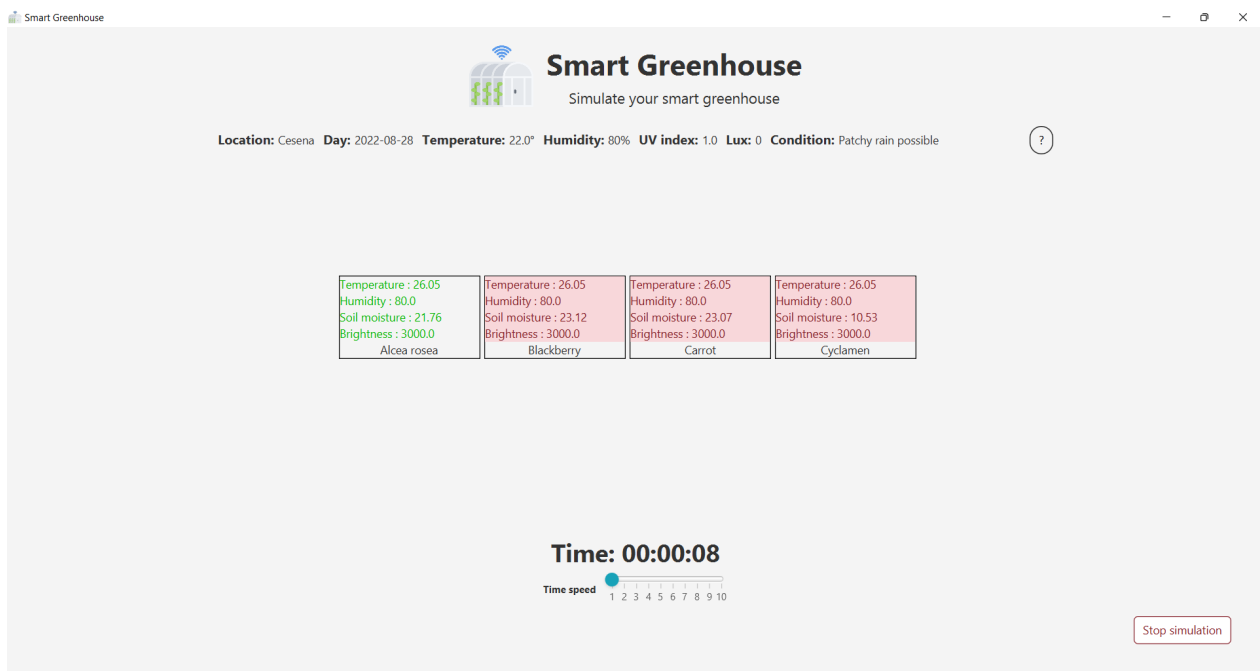 Smart Greenhouse
Smart Greenhouse
Simulate your smart greenhouse
Location: Cesena Day: 2022-08-28 Temperature: 22.0° Humidity: 80% UV index: 1.0 Lux: 0 Condition: Patchy rain possible ?
Temperature : 26.05 Temperature : 26.05 Temperature : 26.05 Temperature : 26.05
Humidity : 80.0 Humidity : 80.0 Humidity : 80.0 Humidity : 80.0
Soil moisture : 21.76 Soil moisture : 23.12 Soil moisture : 23.07 Soil moisture : 10.53
Brightness : 3000.0 Brightness : 3000.0 Brightness : 3000.0 Brightness : 3000.0
Alcea rosea Blackberry Carrot Cyclamen
Time: 00:00:08
Time speed
1 2 3 4 5 6 7 8 9 10
Stop simulation